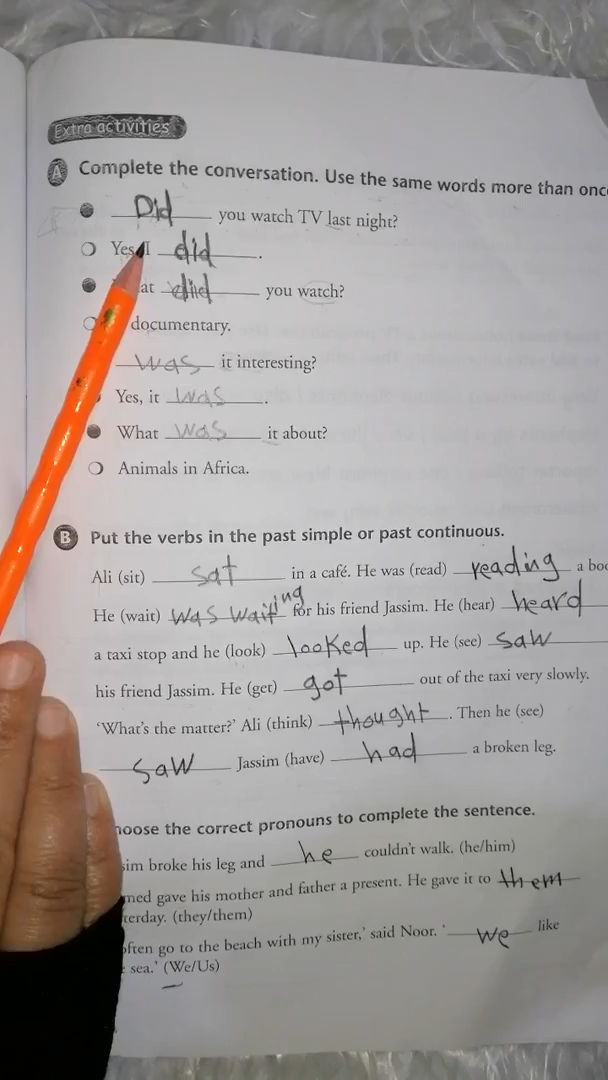 Extra activities
A Complete the conversation. Use the same words more than once
Did you watch TV last night?
Yes, I did.
at did you watch?
documentary.
was it interesting?
Yes, it was.
What was it about?
Animals in Africa.
B Put the verbs in the past simple or past continuous.
Ali (sit) sat in a café. He was (read) reading a boo
He (wait) was waiting for his friend Jassim. He (hear) heard
a taxi stop and he (look) looked up. He (see) saw
his friend Jassim. He (get) got out of the taxi very slowly.
'What's the matter?' Ali (think) thought. Then he (see)
saw Jassim (have) had a broken leg.
hoose the correct pronouns to complete the sentence.
sim broke his leg and he couldn't walk. (he/him)
med gave his mother and father a present. He gave it to them
terday. (they/them)
often go to the beach with my sister,' said Noor. ' we like
sea.' (We/Us)